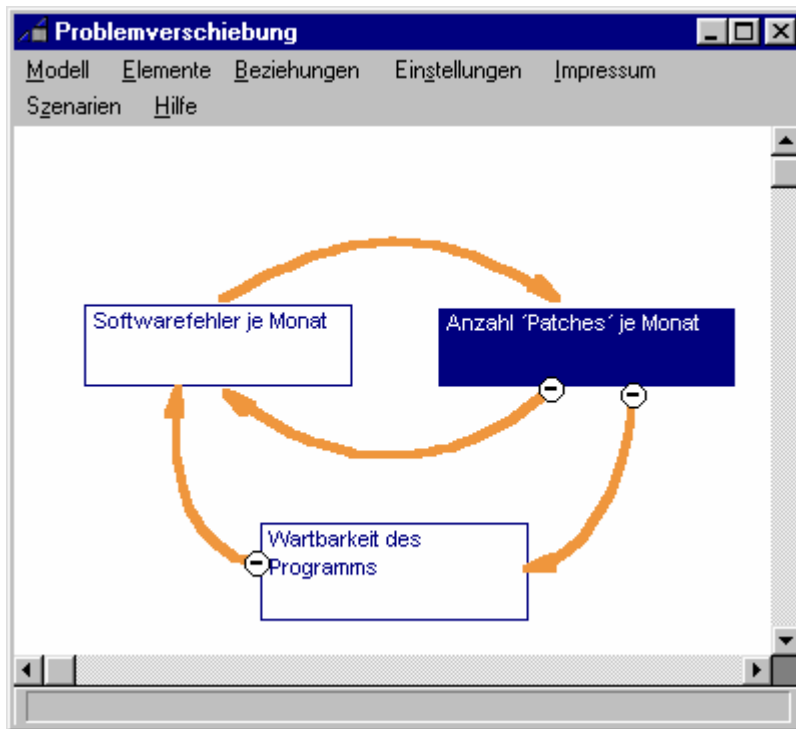 Problemverschiebung
Modell Elemente Beziehungen Einstellungen Impressum
Szenarien Hilfe
Softwarefehler je Monat
Anzahl ´Patches´ je Monat
Wartbarkeit des
Programms